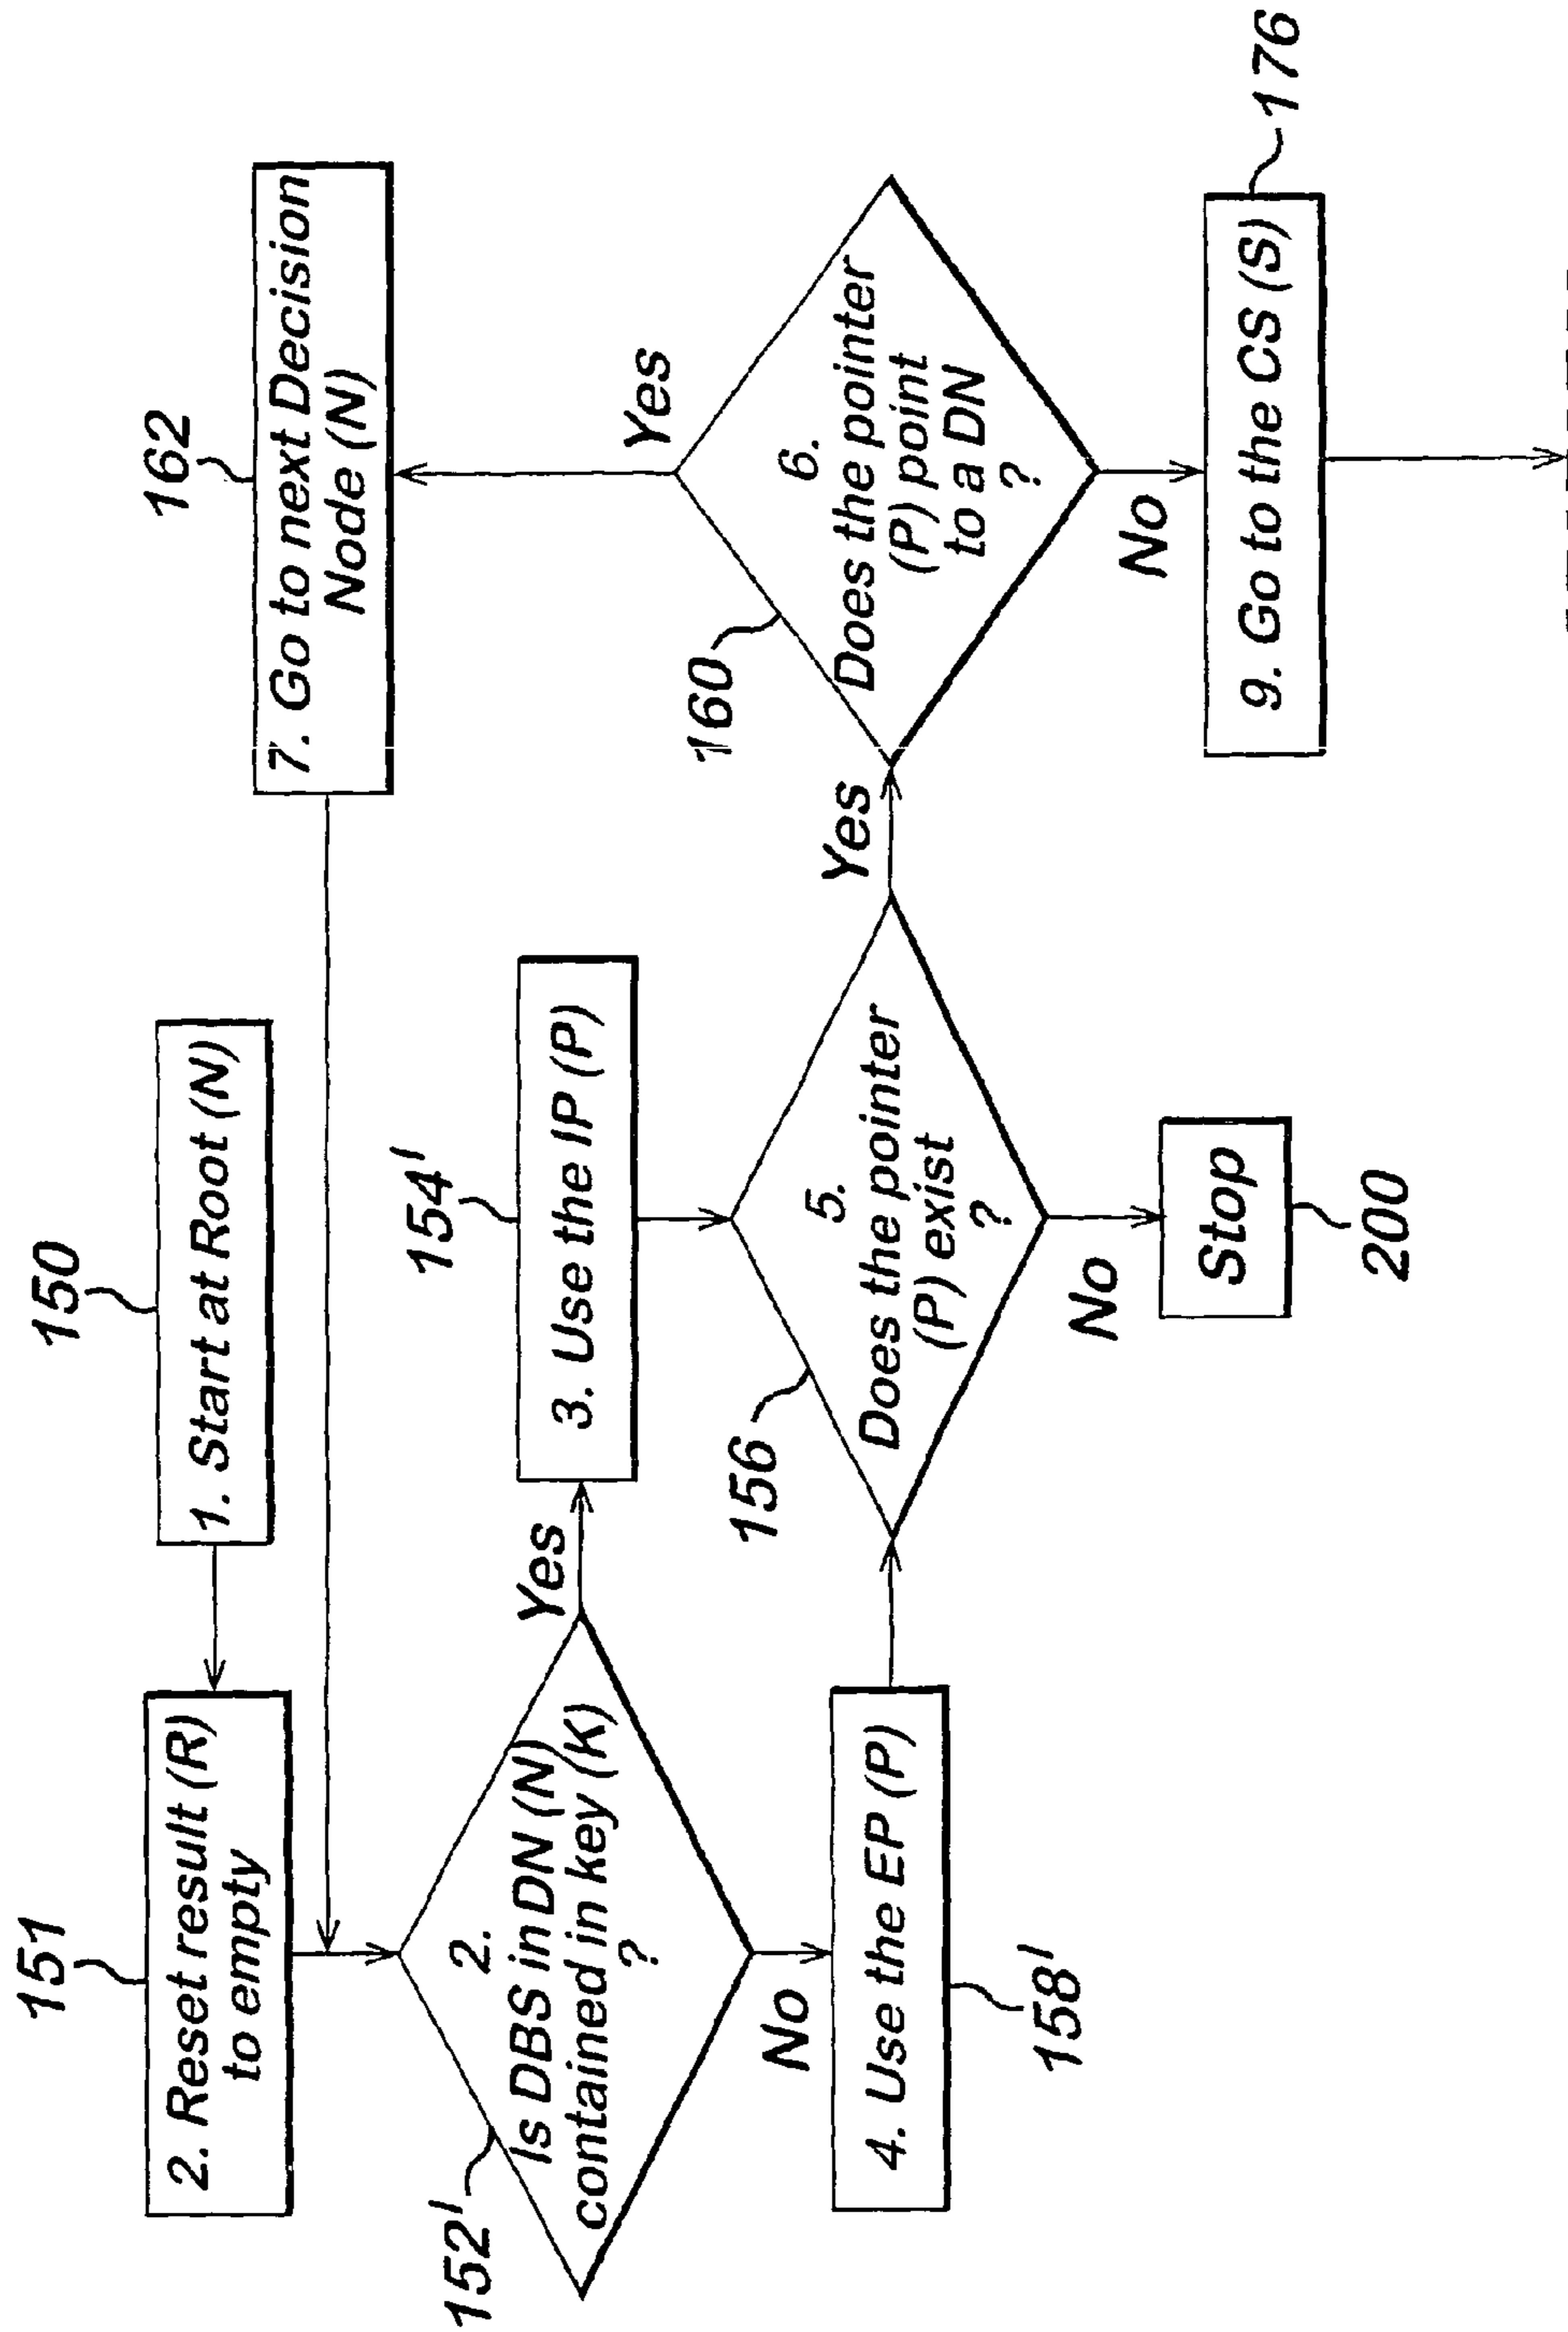 151
2. Reset result (R)
to empty
150
1. Start at Root (N)
162
7. Go to next Decision
Node (N)
152'
2.
Is DBS in DN (N)
contained in key (K)
?
Yes
No
154'
3. Use the IP (P)
4. Use the EP (P)
158'
156
5.
Does the pointer
(P) exist
?
Yes
No
Stop
200
160
6.
Does the pointer
(P) point
to a DN
?
Yes
No
9. Go to the CS (S)
176